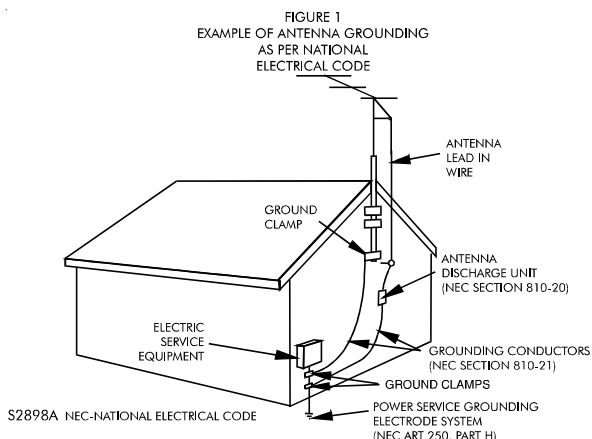 FIGURE 1
EXAMPLE OF ANTENNA GROUNDING
AS PER NATIONAL
ELECTRICAL CODE
ANTENNA
LEAD IN
WIRE
GROUND
CLAMP
ANTENNA
DISCHARGE UNIT
(NEC SECTION 810-20)
ELECTRIC
SERVICE
EQUIPMENT
GROUNDING CONDUCTORS
(NEC SECTION 810-21)
GROUND CLAMPS
POWER SERVICE GROUNDING
ELECTRODE SYSTEM
(NEC ART 250, PART H)
S2898A NEC-NATIONAL ELECTRICAL CODE